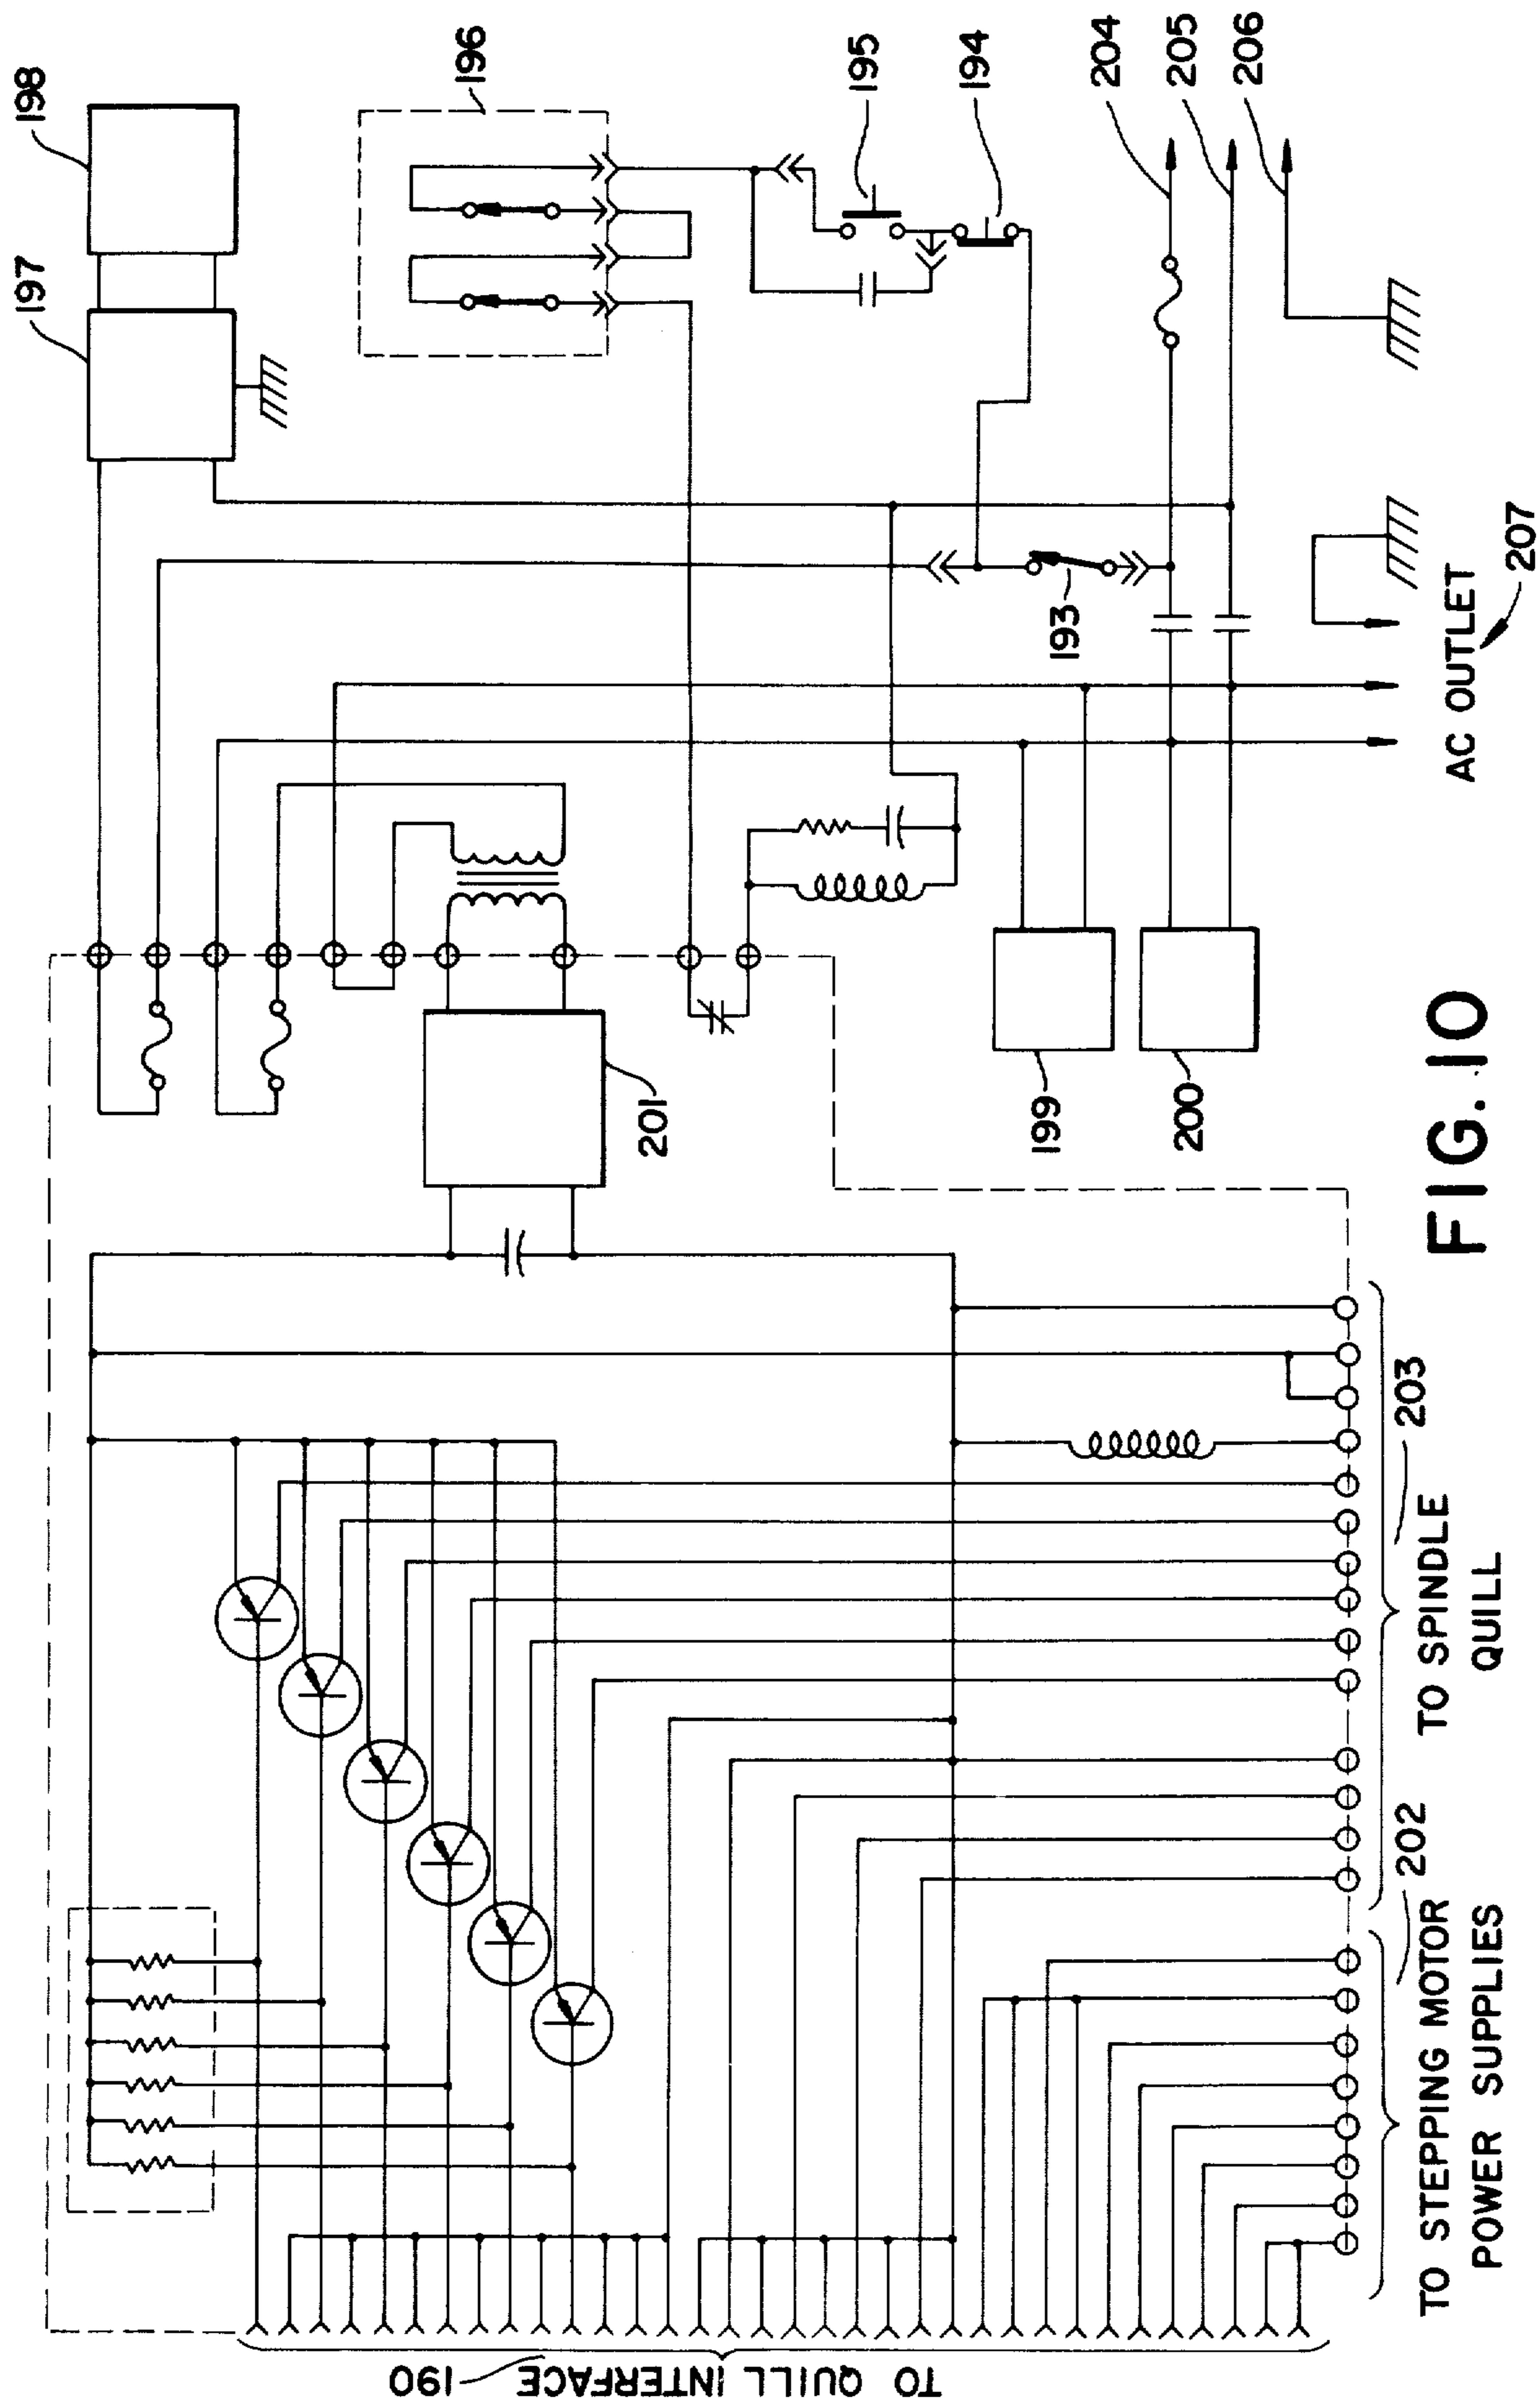 198
197
196
195
194
204
205
206
193
AC OUTLET
207
201
199
200
FIG. 10
203
TO SPINDLE
QUILL
202
TO STEPPING MOTOR
POWER SUPPLIES
TO QUILL INTERFACE 190